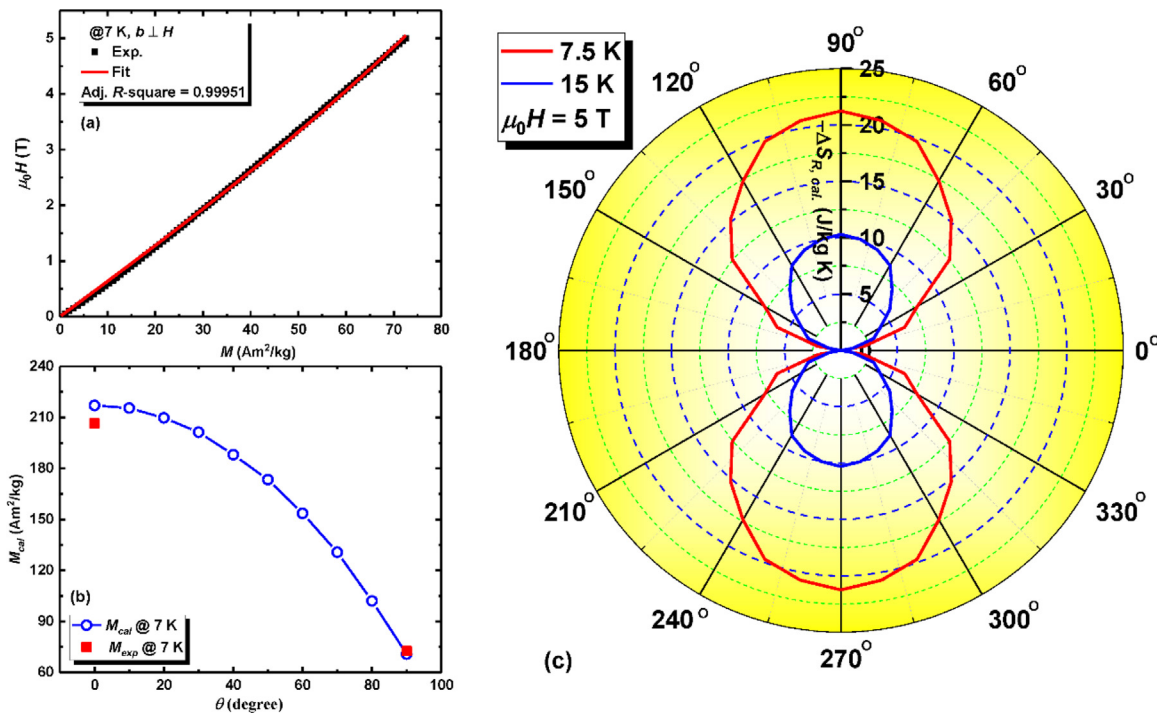 @7 K, b ⊥ H
Exp.
Fit
Adj. R-square = 0.99951
(a)
5
4
3
2
1
0
μ0H (T)
0 10 20 30 40 50 60 70 80
M (Am²/kg)
240
210
180
150
120
90
60
Mcal (Am²/kg)
(b)
Mcal @ 7 K
Mexp @ 7 K
0 20 40 60 80 100
θ (degree)
7.5 K
15 K
μ0H = 5 T
90°
120° 60°
150° 30°
180° 0°
210° 330°
240° 300°
270°
25
20
15
10
5
0
-ΔSR, cal. (J/kg K)
(c)